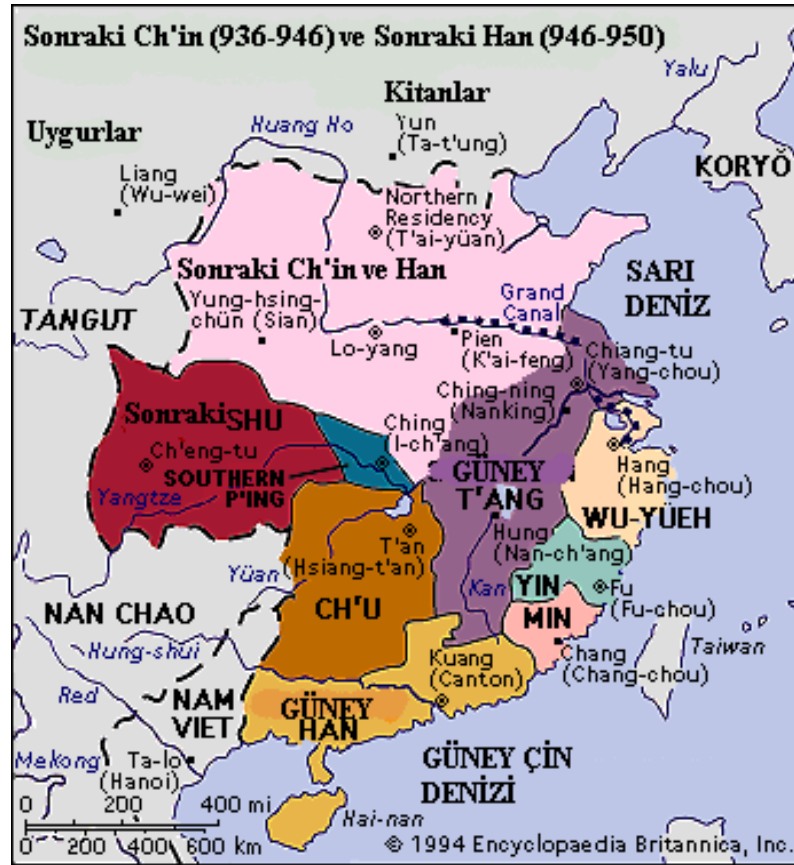 Sonraki Ch'in (936-946) ve Sonraki Han (946-950)
Yalu
Kitanlar
Huang Ho
Yun
(Ta-t'ung)
Uygurlar
KORYŎ
Liang
(Wu-wei)
Northern
Residency
(T'ai-yüan)
Sonraki Ch'in ve Han
SARI
DENİZ
Grand
Canal
Yung-hsing-
chün (Sian)
TANGUT
Lo-yang
Pien
(K'ai-feng)
Chiang-tu
(Yang-chou)
Ching-ning
(Nanking)
Sonraki SHU
Ching
(I-ch'ang)
Ch'eng-tu
SOUTHERN
P'ING
GÜNEY
T'ANG
Hang
(Hang-chou)
Yangtze
WU-YÜEH
Hung
(Nan-ch'ang)
T'an
(Hsiang-t'an)
Yüan
Kan
YIN
Fu
(Fu-chou)
CH'U
NAN CHAO
MIN
Hung-shui
Chang
(Chang-chou)
Taiwan
Kuang
(Canton)
Red
NAM
VIET
GÜNEY
HAN
Mekong
Ta-lo
(Hanoi)
GÜNEY ÇİN
DENİZİ
0 200 400 mi
0 200 400 600 km
Hai-nan
© 1994 Encyclopaedia Britannica, Inc.